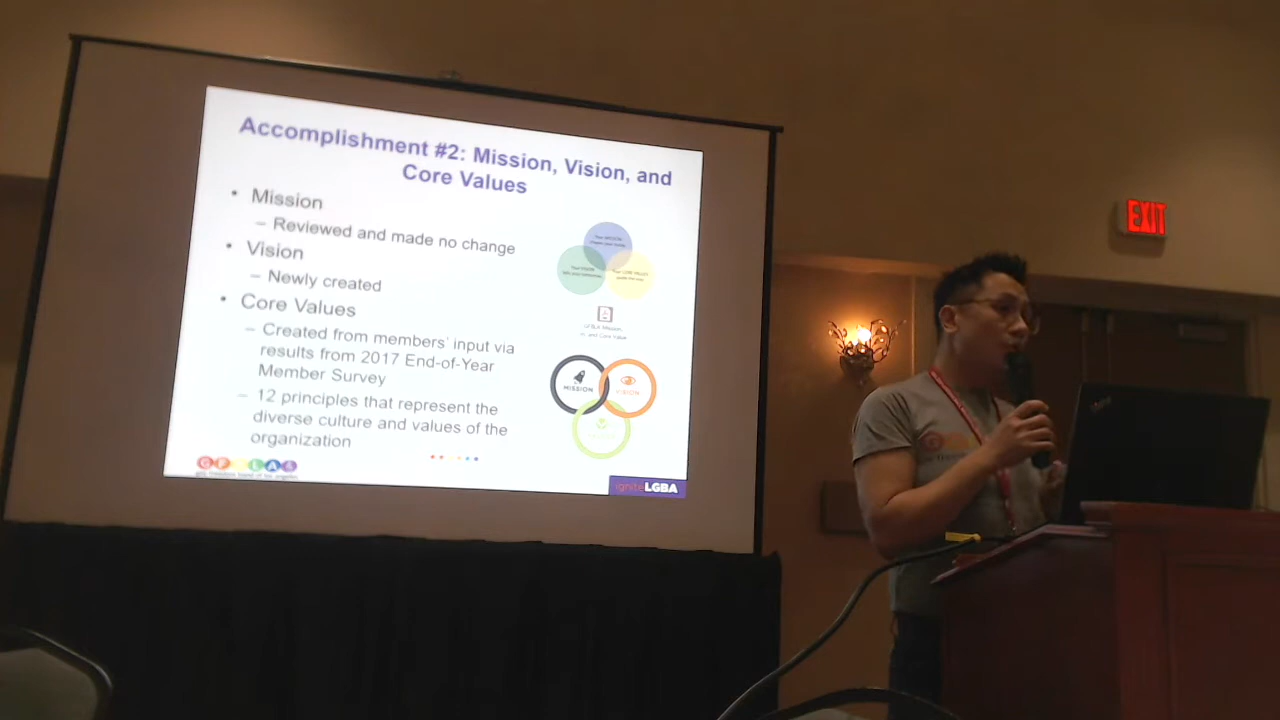 Accomplishment #2: Mission, Vision, and
Core Values
• Mission
– Reviewed and made no change
• Vision
– Newly created
• Core Values
– Created from members' input via
results from 2017 End-of-Year
Member Survey
– 12 principles that represent the
diverse culture and values of the
organization
MISSION
VISION
GFBLA
igniteLGBA
EXIT